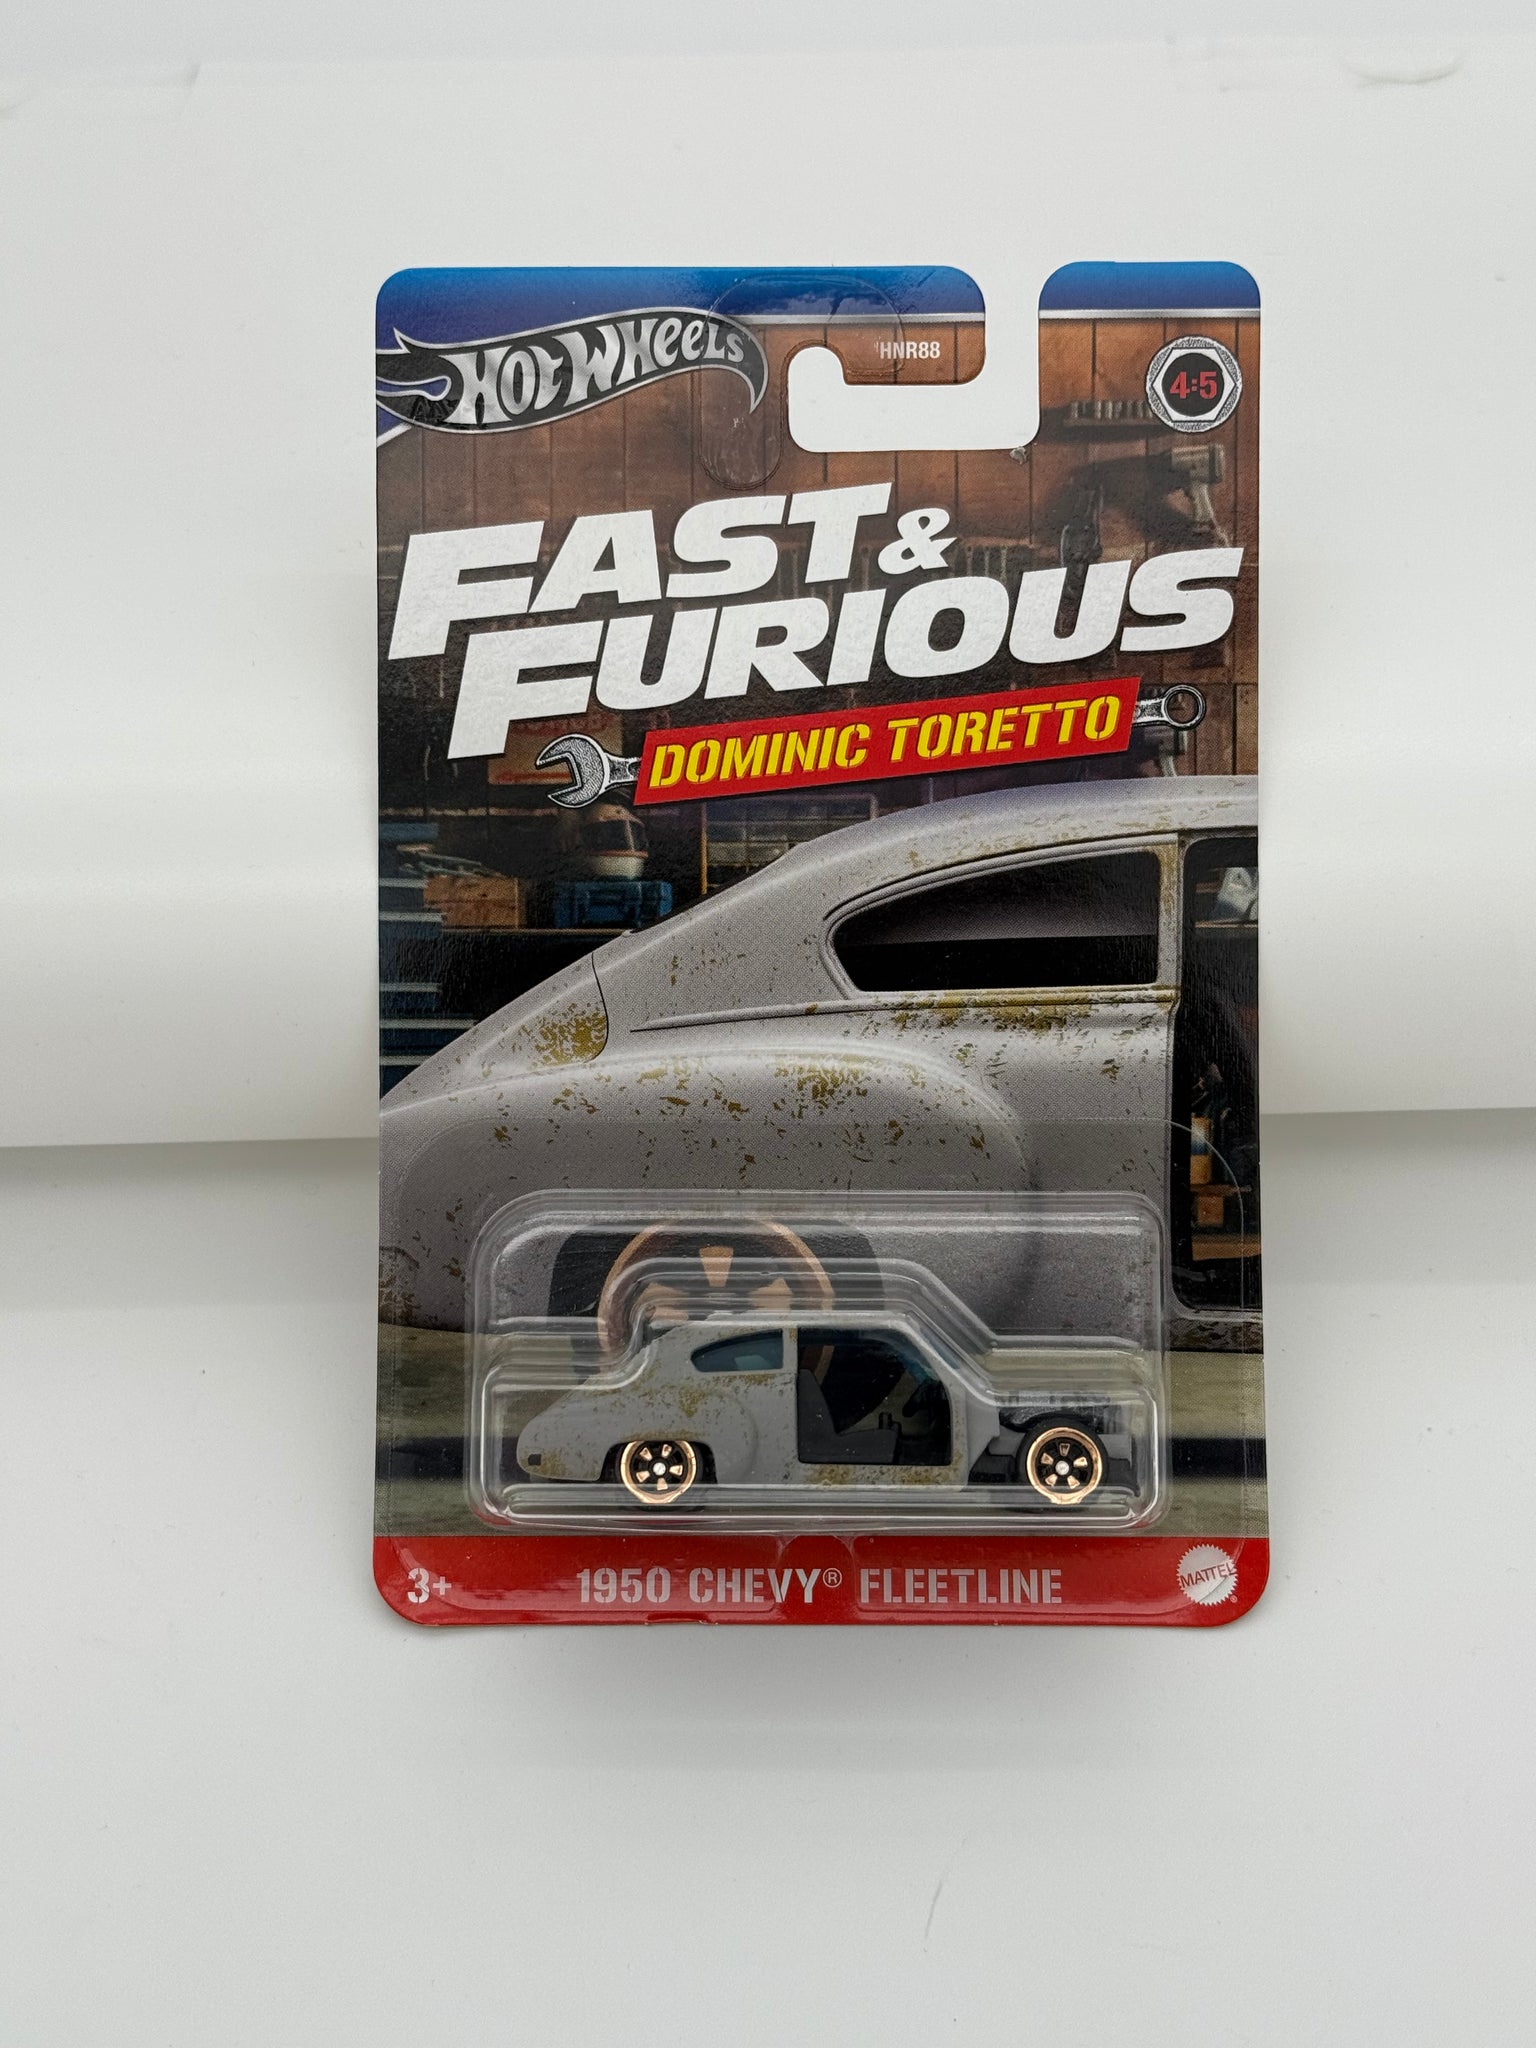 HOT WHEELS
HNR88
4:5
FAST &
FURIOUS
DOMINIC TORETTO
3+
1950 CHEVY® FLEETLINE
MATTEL
®